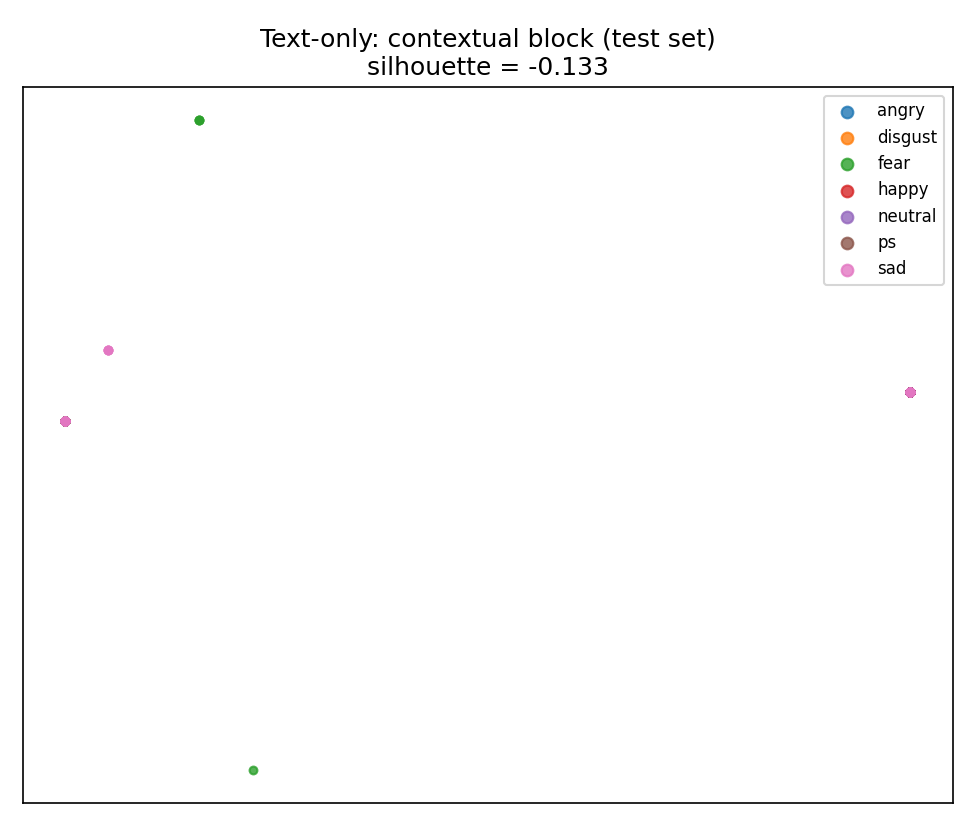 Text-only: contextual block (test set)
silhouette = -0.133
angry
disgust
fear
happy
neutral
ps
sad